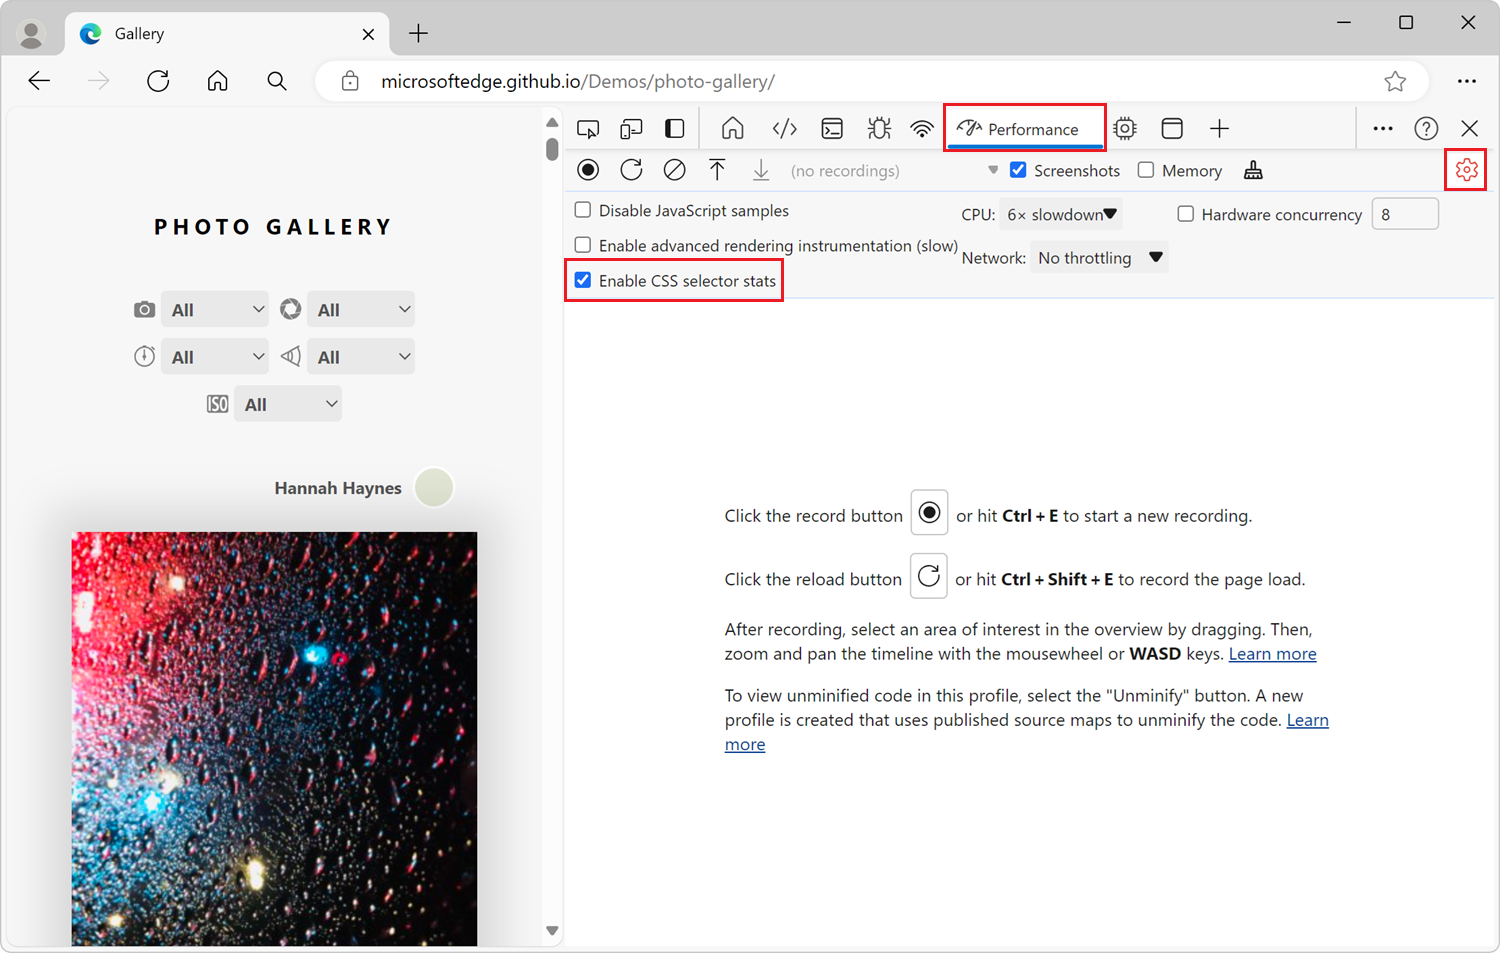 Gallery
microsoftedge.github.io/Demos/photo-gallery/
Performance
(no recordings)
Screenshots
Memory
Disable JavaScript samples
CPU: 6× slowdown
Hardware concurrency 8
Enable advanced rendering instrumentation (slow)
Network: No throttling
Enable CSS selector stats
PHOTO GALLERY
All
All
All
All
ISO All
Hannah Haynes
Click the record button or hit Ctrl + E to start a new recording.
Click the reload button or hit Ctrl + Shift + E to record the page load.
After recording, select an area of interest in the overview by dragging. Then,
zoom and pan the timeline with the mousewheel or WASD keys. Learn more
To view unminified code in this profile, select the "Unminify" button. A new
profile is created that uses published source maps to unminify the code. Learn
more